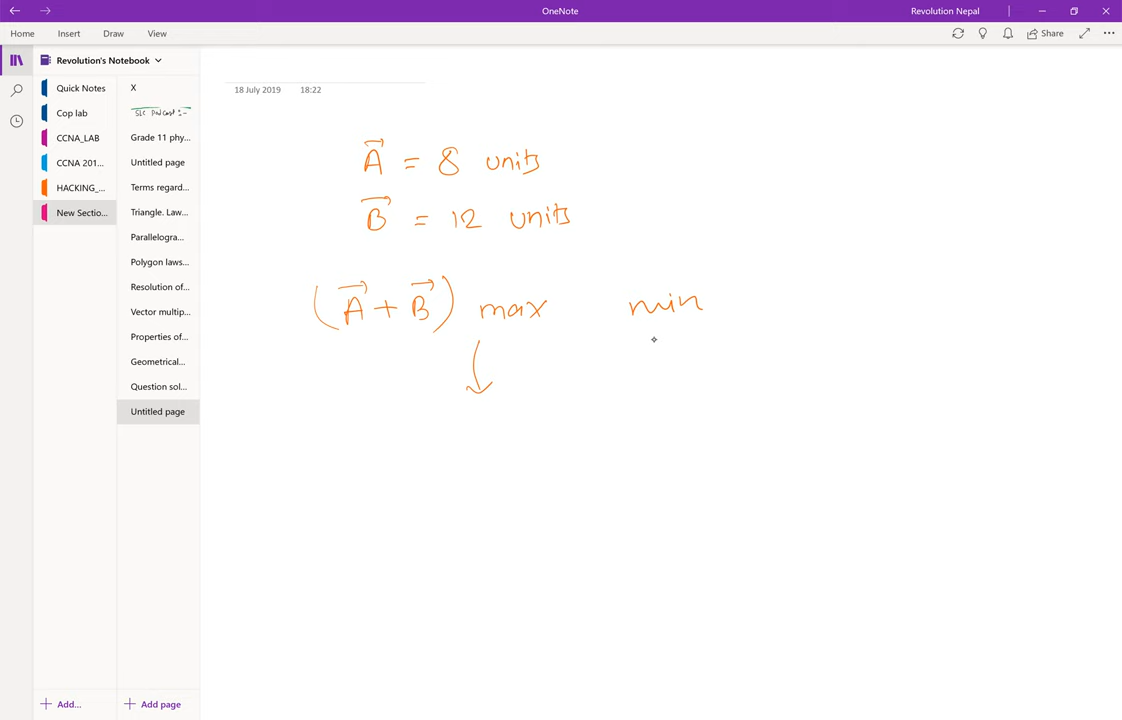 OneNote
Revolution Nepal
Home Insert Draw View
Share
Revolution's Notebook
Quick Notes
Cop lab
CCNA_LAB
CCNA 201...
HACKING_...
New Sectio...
X
SLC Podcast :-
Grade 11 phy...
Untitled page
Terms regard...
Triangle. Law...
Parallelogra...
Polygon laws...
Resolution of...
Vector multip...
Properties of...
Geometrical...
Question sol...
Untitled page
18 July 2019 18:22
A⃗ = 8 units
B⃗ = 12 units
(A⃗ + B⃗) max min
Add...
Add page